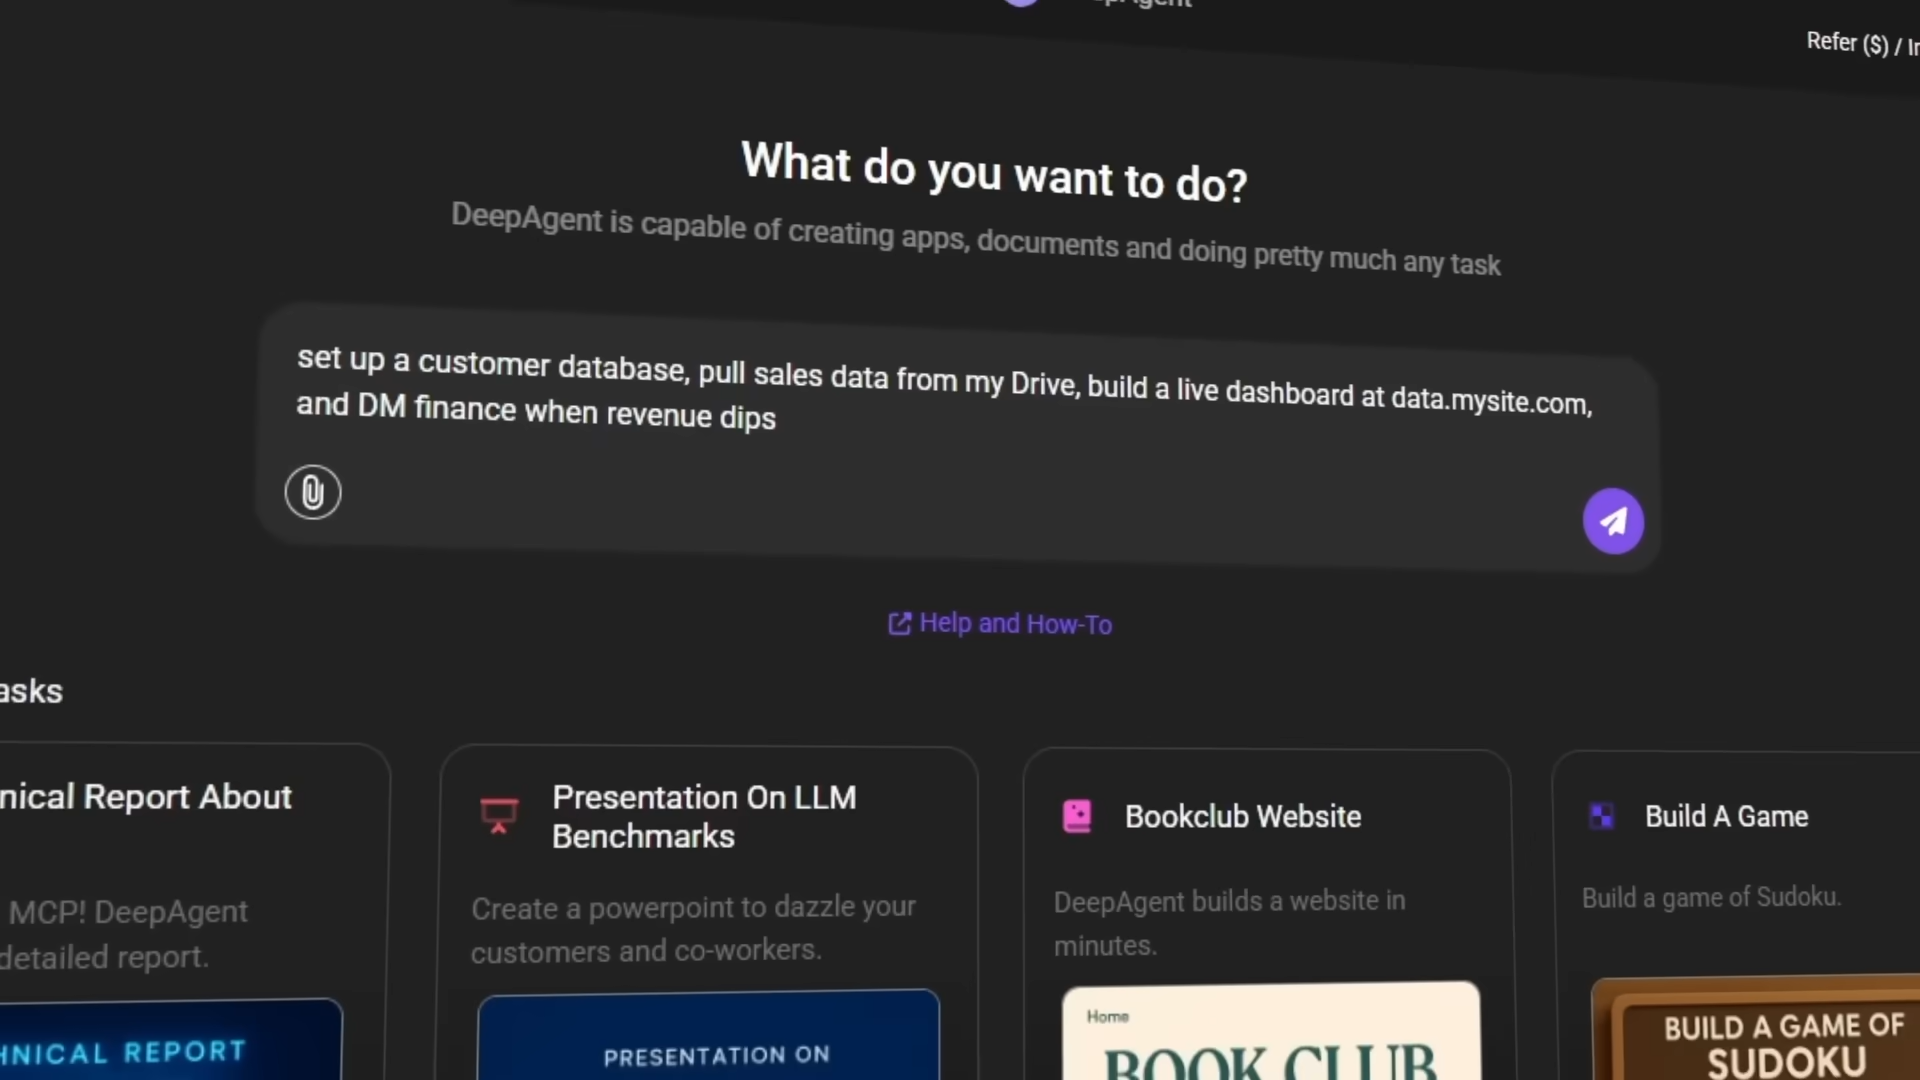 Refer ($) /
What do you want to do?
DeepAgent is capable of creating apps, documents and doing pretty much any task
set up a customer database, pull sales data from my Drive, build a live dashboard at data.mysite.com,
and DM finance when revenue dips
Help and How-To
asks
nical Report About
MCP! DeepAgent
detailed report.
HNICAL REPORT
Presentation On LLM
Benchmarks
Create a powerpoint to dazzle your
customers and co-workers.
PRESENTATION ON
Bookclub Website
DeepAgent builds a website in
minutes.
Home
BOOK CLUB
Build A Game
Build a game of Sudoku.
BUILD A GAME OF
SUDOKU